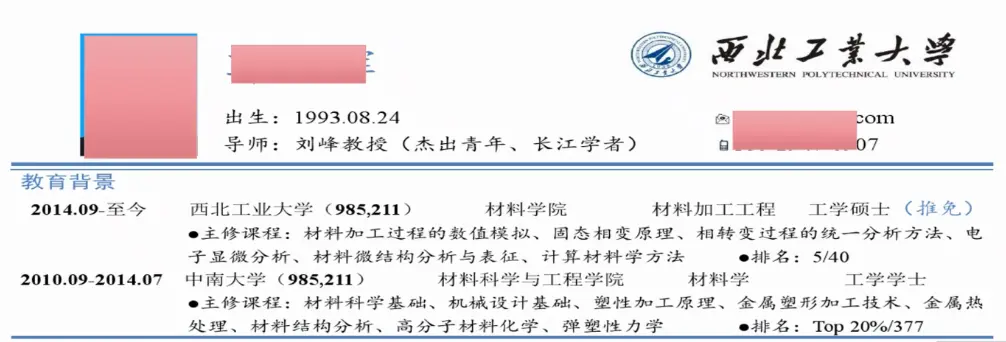 西北工业大学
NORTHWESTERN POLYTECHNICAL UNIVERSITY
出生：1993.08.24
com
导师：刘峰教授（杰出青年、长江学者）
07
教育背景
2014.09-至今 西北工业大学（985,211） 材料学院 材料加工工程 工学硕士（推免）
●主修课程：材料加工过程的数值模拟、固态相变原理、相转变过程的统一分析方法、电
子显微分析、材料微结构分析与表征、计算材料学方法 ●排名：5/40
2010.09-2014.07 中南大学（985,211） 材料科学与工程学院 材料学 工学学士
●主修课程：材料科学基础、机械设计基础、塑性加工原理、金属塑形加工技术、金属热
处理、材料结构分析、高分子材料化学、弹塑性力学 ●排名：Top 20%/377